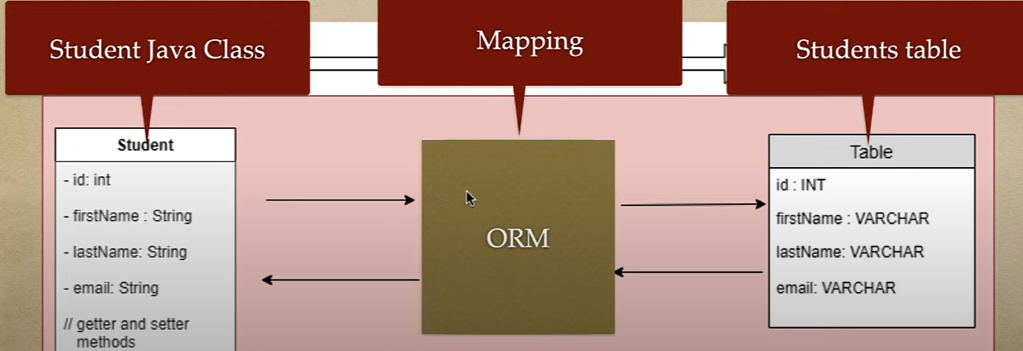 Student Java Class
Mapping
Students table
Student
- id: int
- firstName : String
- lastName: String
- email: String
// getter and setter
methods
ORM
Table
id : INT
firstName : VARCHAR
lastName: VARCHAR
email: VARCHAR